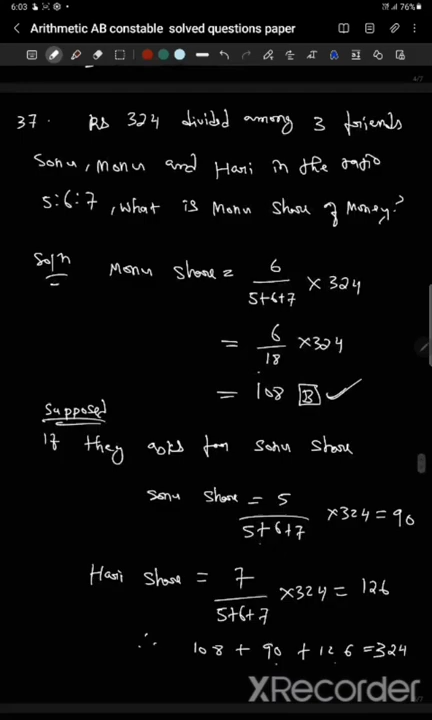 6:03 76%
Arithmetic AB constable solved questions paper
4/7
37. Rs 324 divided among 3 friends
Sonu, Monu and Hari in the ratio
5:6:7, What is Monu Share of Money?
Soln Monu Share = 6/(5+6+7) × 324
= 6/18 × 324
= 108 B ✓
Supposed
If they asks for Sonu Share
Sonu Share = 5/(5+6+7) × 324 = 90
Hari Share = 7/(5+6+7) × 324 = 126
∴ 108 + 90 + 126 = 324
XRecorder